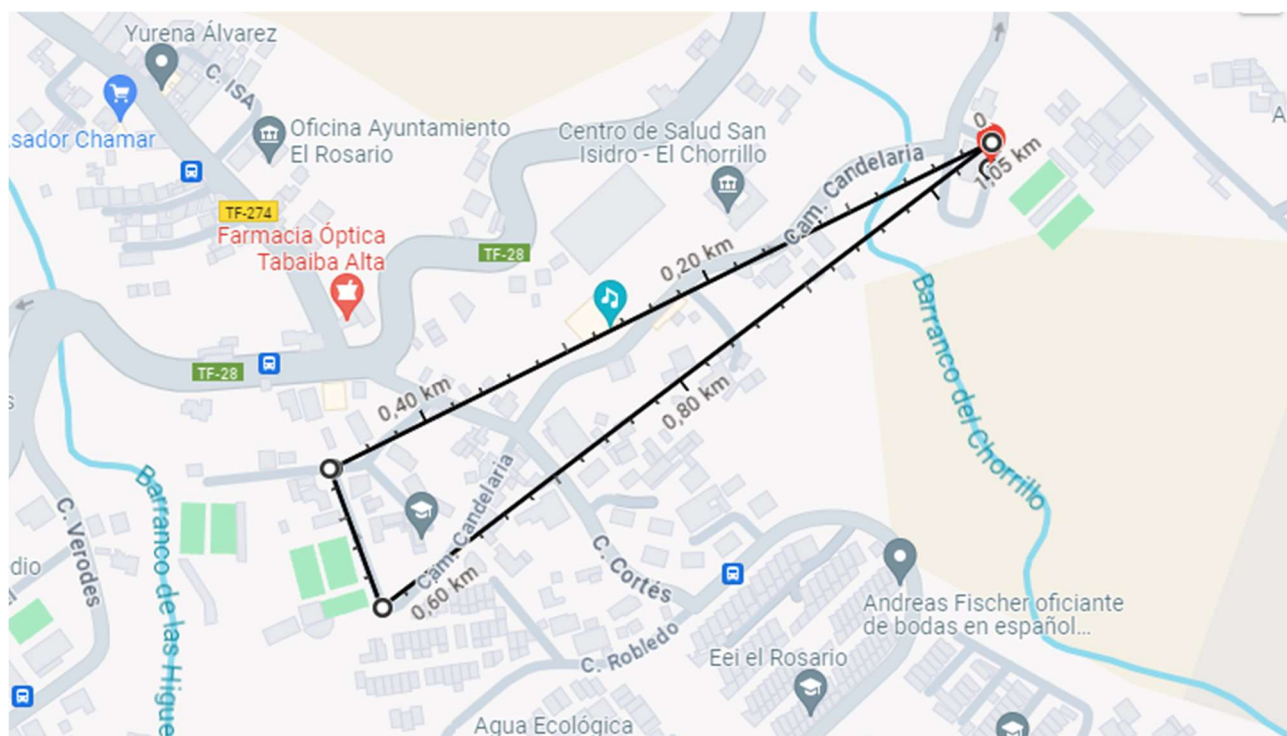 Yurena Álvarez
C. ISA
.sador Chamar
Oficina Ayuntamiento
El Rosario
Centro de Salud San
Isidro - El Chorrillo
TF-274
Farmacia Óptica
Tabaiba Alta
TF-28
Cam. Candelaria
0
1,05 km
0,20 km
TF-28
0,40 km
0,80 km
Barranco del Chorrillo
Cam. Candelaria
0,60 km
C. Verodes
Barranco de las Higue
dio
C. Cortés
C. Robledo
Andreas Fischer oficiante
de bodas en español...
Eei el Rosario
Agua Ecológica
A
s